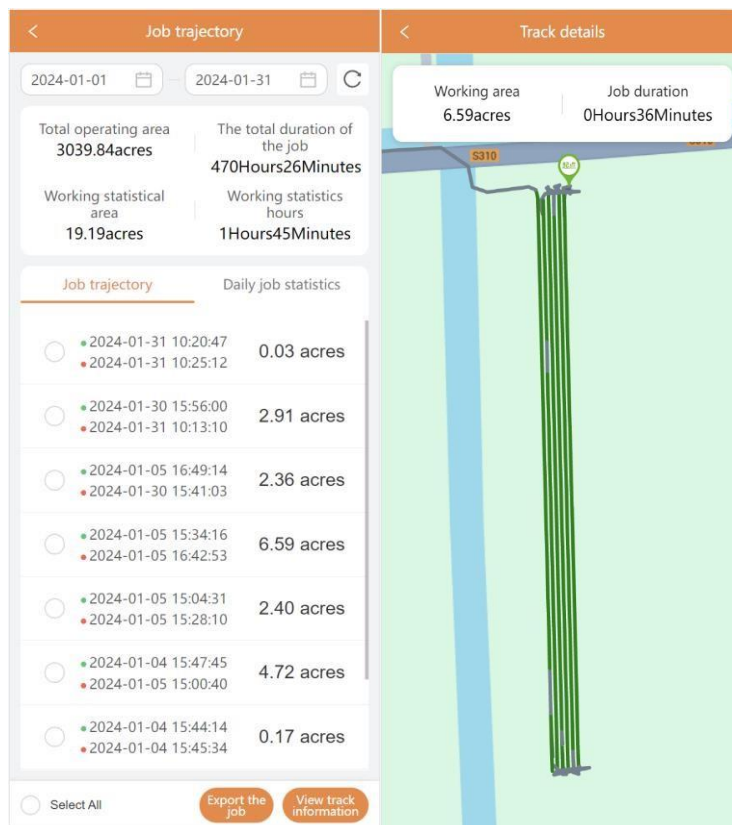 Job trajectory
2024-01-01
2024-01-31
Total operating area
3039.84acres
The total duration of
the job
470Hours26Minutes
Working statistical
area
19.19acres
Working statistics
hours
1Hours45Minutes
Job trajectory
Daily job statistics
2024-01-31 10:20:47
2024-01-31 10:25:12
0.03 acres
2024-01-30 15:56:00
2024-01-31 10:13:10
2.91 acres
2024-01-05 16:49:14
2024-01-30 15:41:03
2.36 acres
2024-01-05 15:34:16
2024-01-05 16:42:53
6.59 acres
2024-01-05 15:04:31
2024-01-05 15:28:10
2.40 acres
2024-01-04 15:47:45
2024-01-05 15:00:40
4.72 acres
2024-01-04 15:44:14
2024-01-04 15:45:34
0.17 acres
Select All
Export the
job
View track
information
Track details
Working area
6.59acres
Job duration
0Hours36Minutes
S310